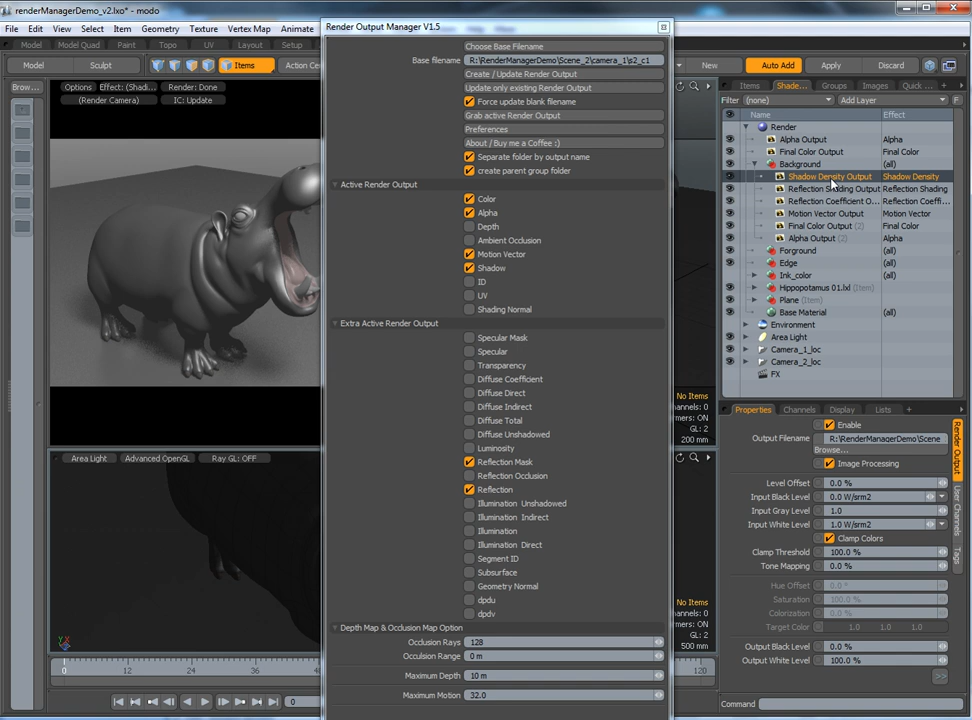 renderManagerDemo_v2.lxo* - modo
File Edit View Select Item Geometry Texture Vertex Map Animate
Model Model Quad Paint Topo UV Layout Setup
Model Sculpt Items Action Cen
New Auto Add Apply Discard
Brow...
Options Effect: (Shadi... Render: Done
(Render Camera) IC: Update
Render Output Manager V1.5
Choose Base Filename
Base filename R:\RenderManagerDemo\Scene_2\camera_1\s2_c1
Create / Update Render Output
Update only existing Render Output
Force update blank filename
Grab active Render Output
Preferences
About / Buy me a Coffee :)
Separate folder by output name
create parent group folder
Active Render Output
Color
Alpha
Depth
Ambient Occlusion
Motion Vector
Shadow
ID
UV
Shading Normal
Extra Active Render Output
Specular Mask
Specular
Transparency
Diffuse Coefficient
Diffuse Direct
Diffuse Indirect
Diffuse Total
Diffuse Unshadowed
Luminosity
Reflection Mask
Reflection Occlusion
Reflection
Illumination Unshadowed
Illumination Indirect
Illumination
Illumination Direct
Segment ID
Subsurface
Geometry Normal
dpdu
dpdv
Depth Map & Occlusion Map Option
Occlusion Rays 128
Occulsion Range 0 m
Maximum Depth 10 m
Maximum Motion 32.0
No Items
hannels: 0
rmers: ON
GL: 2
200 mm
Area Light Advanced OpenGL Ray GL: OFF
No Items
hannels: 0
rmers: ON
GL: 2
500 mm
0 12 24 36 120
0
Items Shade... Groups Images Quick ...
Filter (none) Add Layer F
Name Effect
Render
Alpha Output Alpha
Final Color Output Final Color
Background (all)
Shadow Density Output Shadow Density
Reflection Shading Output Reflection Shading
Reflection Coefficient O... Reflection Coeffi...
Motion Vector Output Motion Vector
Final Color Output (2) Final Color
Alpha Output (2) Alpha
Forground (all)
Edge (all)
Ink_color (all)
Hippopotamus 01.lxl (Item) (all)
Plane (Item) (all)
Base Material (all)
Environment
Area Light
Camera_1_loc
Camera_2_loc
FX
Properties Channels Display Lists +
Enable
Output Filename R:\RenderManagerDemo\Scene
Browse...
Image Processing
Level Offset 0.0 %
Input Black Level 0.0 W/srm2
Input Gray Level 1.0
Input White Level 1.0 W/srm2
Clamp Colors
Clamp Threshold 100.0 %
Tone Mapping 0.0 %
Hue Offset 0.0 °
Saturation 100.0 %
Colorization 0.0 %
Target Color 1.0 1.0 1.0
Output Black Level 0.0 %
Output White Level 100.0 %
>>
Render Output
User Channels
Tags
Command